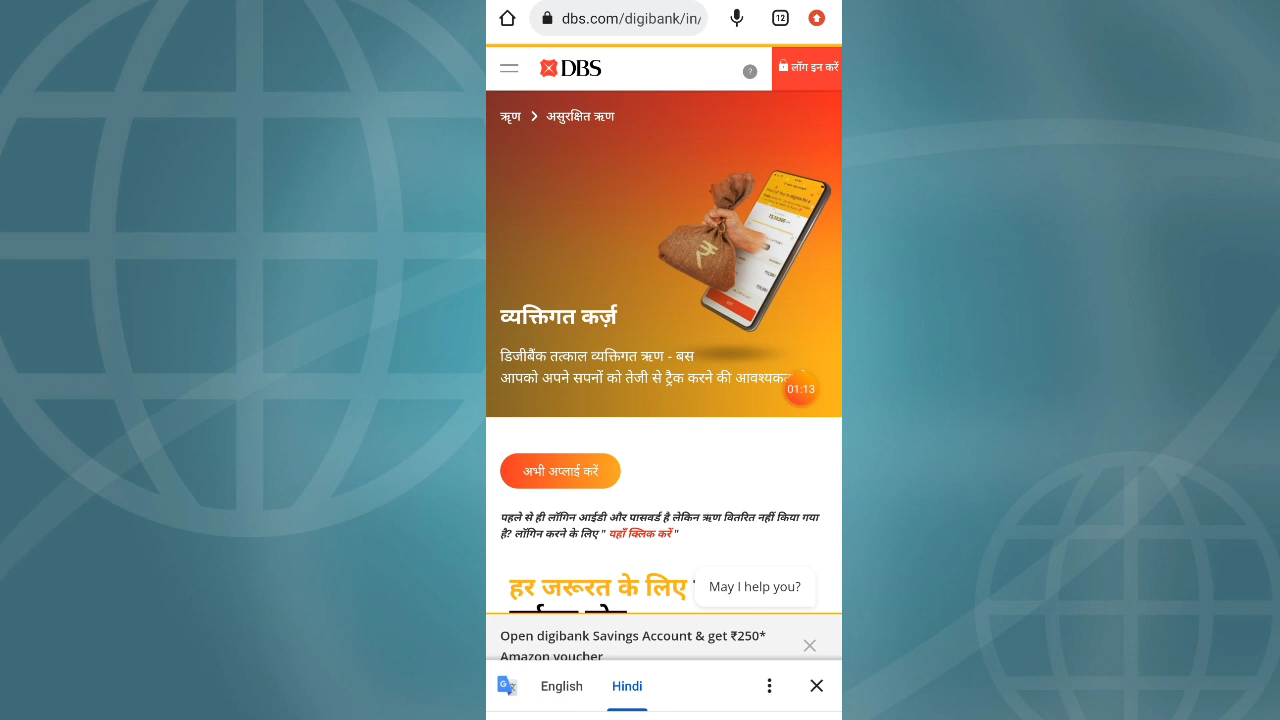 dbs.com/digibank/in/
12
DBS
?
लॉग इन करें
ऋण > असुरक्षित ऋण
व्यक्तिगत कर्ज़
डिजीबैंक तत्काल व्यक्तिगत ऋण - बस
आपको अपने सपनों को तेजी से ट्रैक करने की
01:13
अभी अप्लाई करें
पहले से ही लॉगिन आईडी और पासवर्ड है लेकिन ऋण वितरित नहीं किया गया
है? लॉगिन करने के लिए " यहाँ क्लिक करें "
हर जरूरत के लिए
May I help you?
Open digibank Savings Account & get ₹250*
Amazon voucher
English Hindi